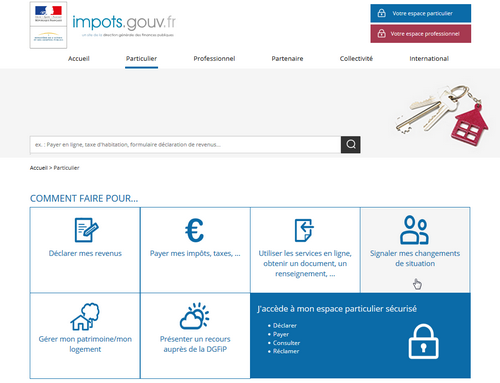 impots.gouv.fr
un site de la direction générale des finances publiques
Votre espace particulier
Votre espace professionnel
Accueil Particulier Professionnel Partenaire Collectivité International
ex. : Payer en ligne, taxe d'habitation, formulaire déclaration de revenus...
Accueil > Particulier
COMMENT FAIRE POUR...
Déclarer mes revenus
Payer mes impôts, taxes, ...
Utiliser les services en ligne,
obtenir un document, un
renseignement, ...
Signaler mes changements
de situation
Gérer mon patrimoine/mon
logement
Présenter un recours
auprès de la DGFiP
J'accède à mon espace particulier sécurisé
• Déclarer
• Payer
• Consulter
• Réclamer